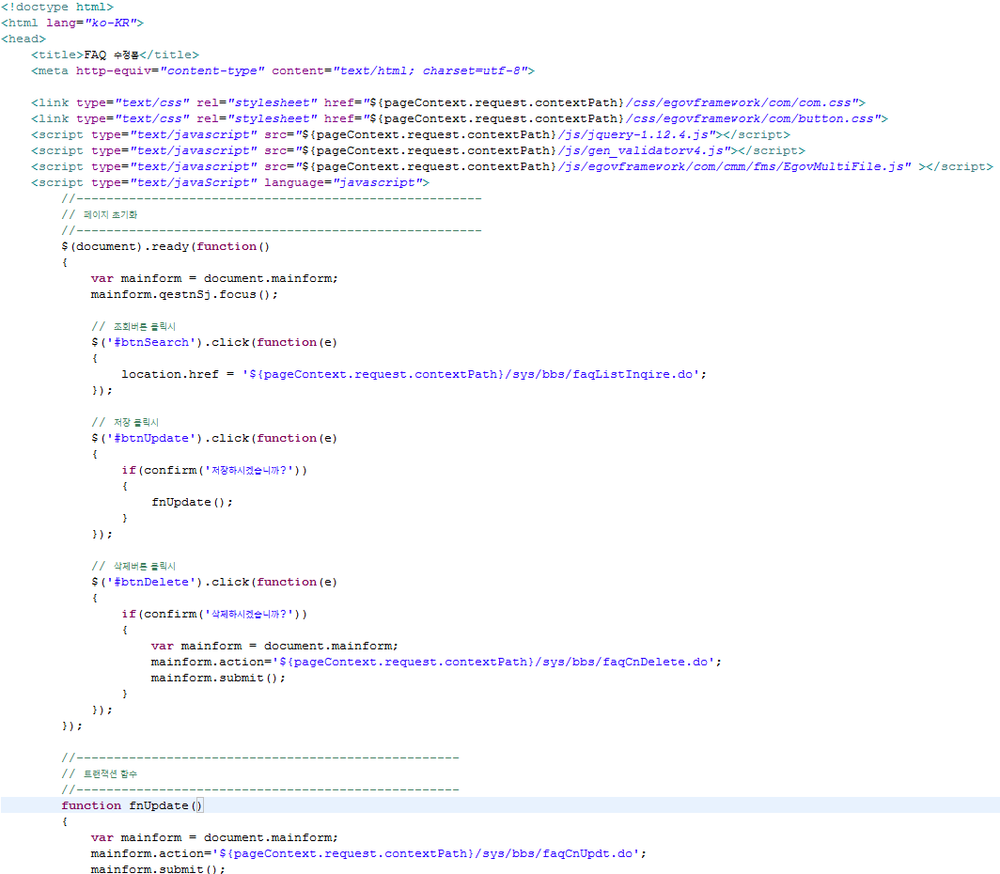 <!doctype html>
<html lang="ko-KR">
<head>
    <title>FAQ 수정폼</title>
    <meta http-equiv="content-type" content="text/html; charset=utf-8">

    <link type="text/css" rel="stylesheet" href="${pageContext.request.contextPath}/css/egovframework/com/com.css">
    <link type="text/css" rel="stylesheet" href="${pageContext.request.contextPath}/css/egovframework/com/button.css">
    <script type="text/javascript" src="${pageContext.request.contextPath}/js/jquery-1.12.4.js"></script>
    <script type="text/javascript" src="${pageContext.request.contextPath}/js/gen_validatorv4.js"></script>
    <script type="text/javascript" src="${pageContext.request.contextPath}/js/egovframework/com/cmm/fms/EgovMultiFile.js" ></script>
    <script type="text/javaScript" language="javascript">
        //------------------------------------------------------
        // 페이지 초기화
        //------------------------------------------------------
        $(document).ready(function()
        {
            var mainform = document.mainform;
            mainform.qestnSj.focus();

            // 조회버튼 클릭시
            $('#btnSearch').click(function(e)
            {
                location.href = '${pageContext.request.contextPath}/sys/bbs/faqListInqire.do';
            });

            // 저장 클릭시
            $('#btnUpdate').click(function(e)
            {
                if(confirm('저장하시겠습니까?'))
                {
                    fnUpdate();
                }
            });

            // 삭제버튼 클릭시
            $('#btnDelete').click(function(e)
            {
                if(confirm('삭제하시겠습니까?'))
                {
                    var mainform = document.mainform;
                    mainform.action='${pageContext.request.contextPath}/sys/bbs/faqCnDelete.do';
                    mainform.submit();
                }
            });
        });

        //---------------------------------------------------
        // 트랜잭션 함수
        //---------------------------------------------------
        function fnUpdate()
        {
            var mainform = document.mainform;
            mainform.action='${pageContext.request.contextPath}/sys/bbs/faqCnUpdt.do';
            mainform.submit();